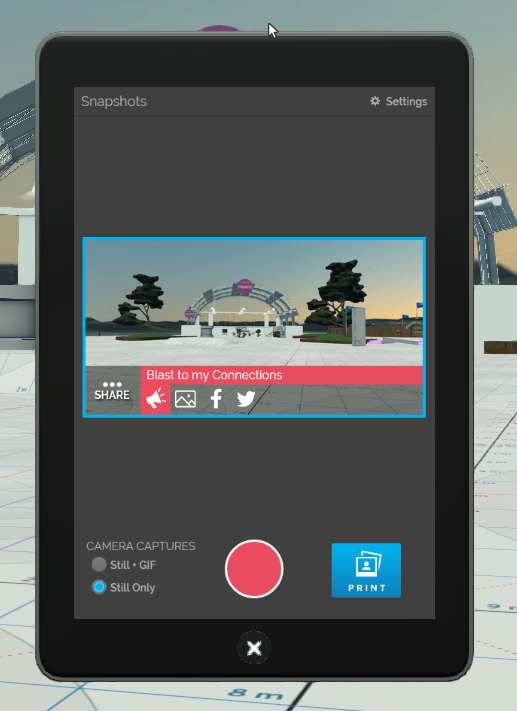 Snapshots
Settings
Blast to my Connections
SHARE
CAMERA CAPTURES
Still + GIF
Still Only
PRINT
8 m